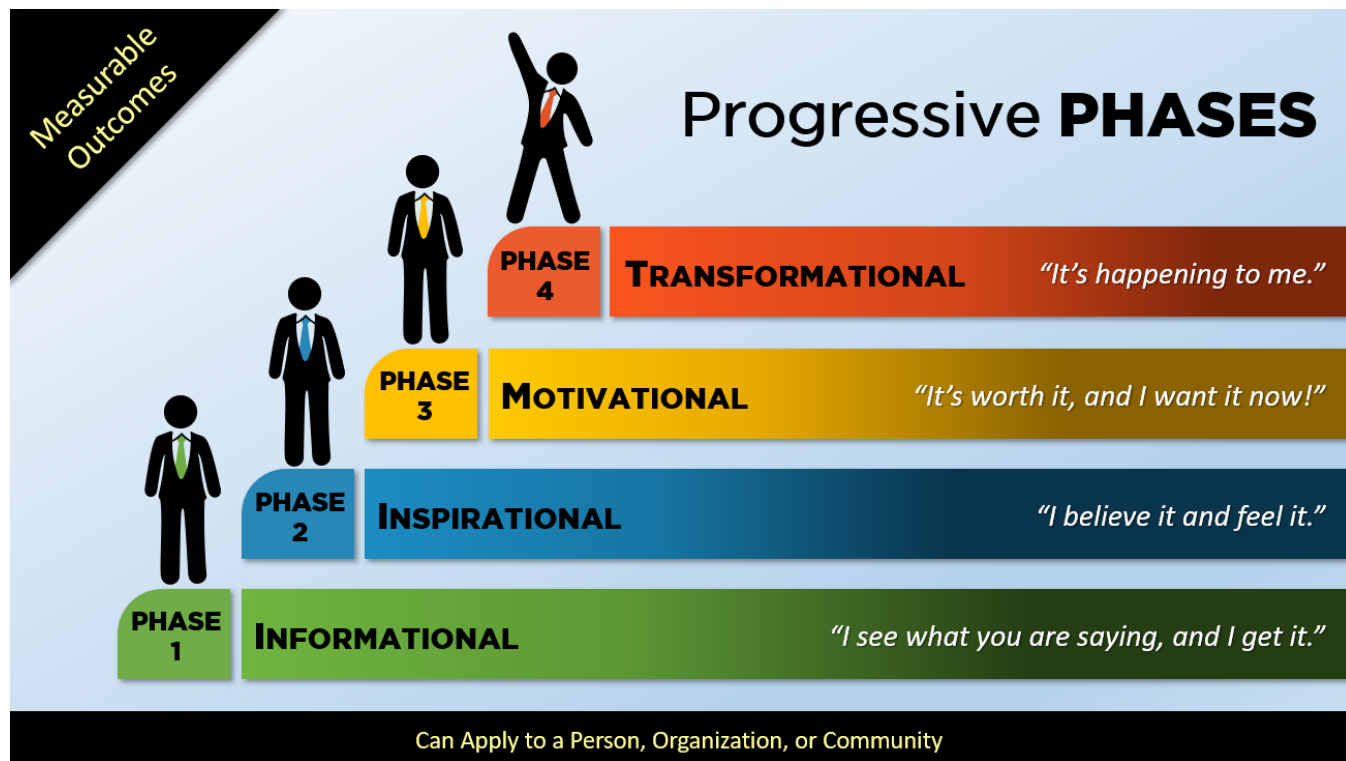 Measurable
Outcomes
Progressive PHASES
PHASE
4
TRANSFORMATIONAL
“It’s happening to me.”
PHASE
3
MOTIVATIONAL
“It’s worth it, and I want it now!”
PHASE
2
INSPIRATIONAL
“I believe it and feel it.”
PHASE
1
INFORMATIONAL
“I see what you are saying, and I get it.”
Can Apply to a Person, Organization, or Community